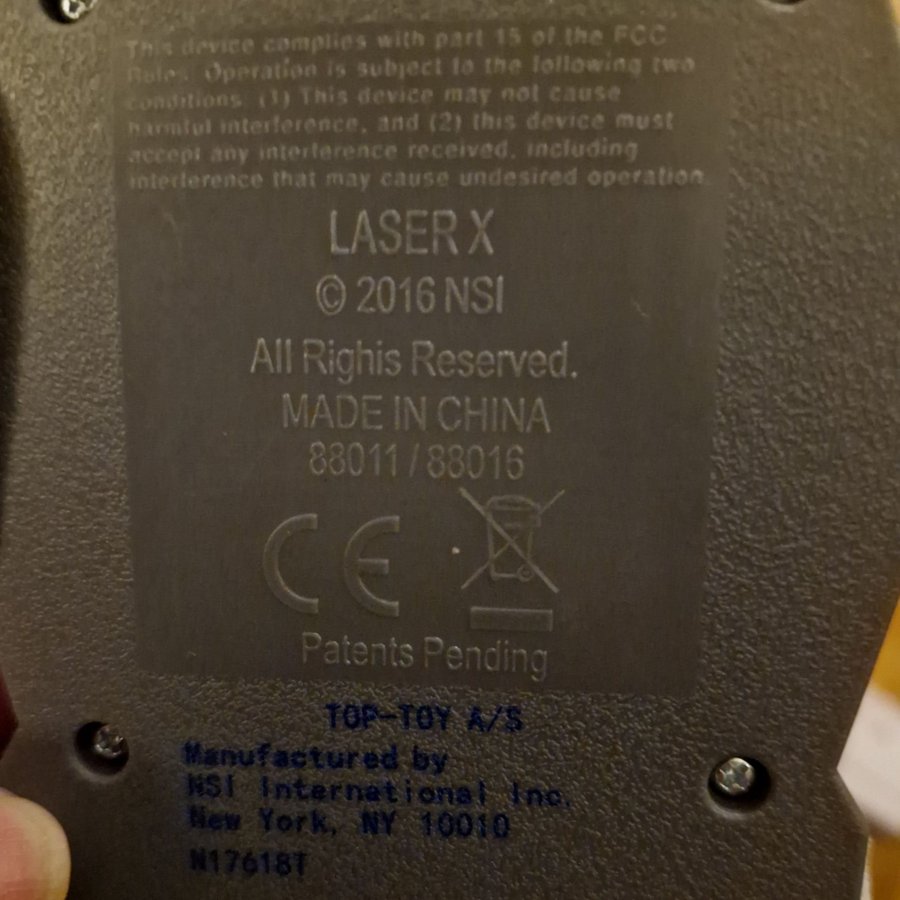 This device complies with part 15 of the FCC
Rules. Operation is subject to the following two
conditions: (1) This device may not cause
harmful interference, and (2) this device must
accept any interference received, including
interference that may cause undesired operation.
LASER X
© 2016 NSI
All Righis Reserved.
MADE IN CHINA
88011 / 88016
CE
Patents Pending
TOP-TOY A/S
Manufactured by
NSI International Inc.
New York, NY 10010
N17618T